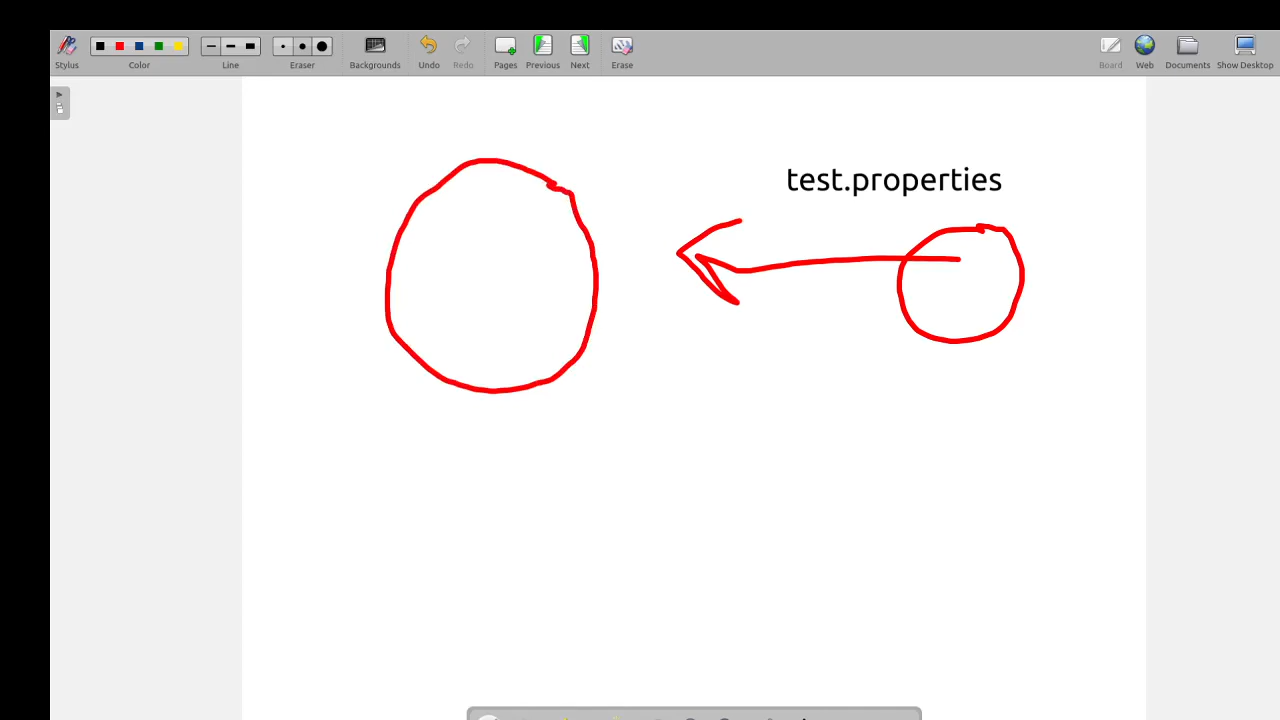 Stylus
Color
Line
Eraser
Backgrounds
Undo
Redo
Pages
Previous
Next
Erase
Board
Web
Documents
Show Desktop
test.properties